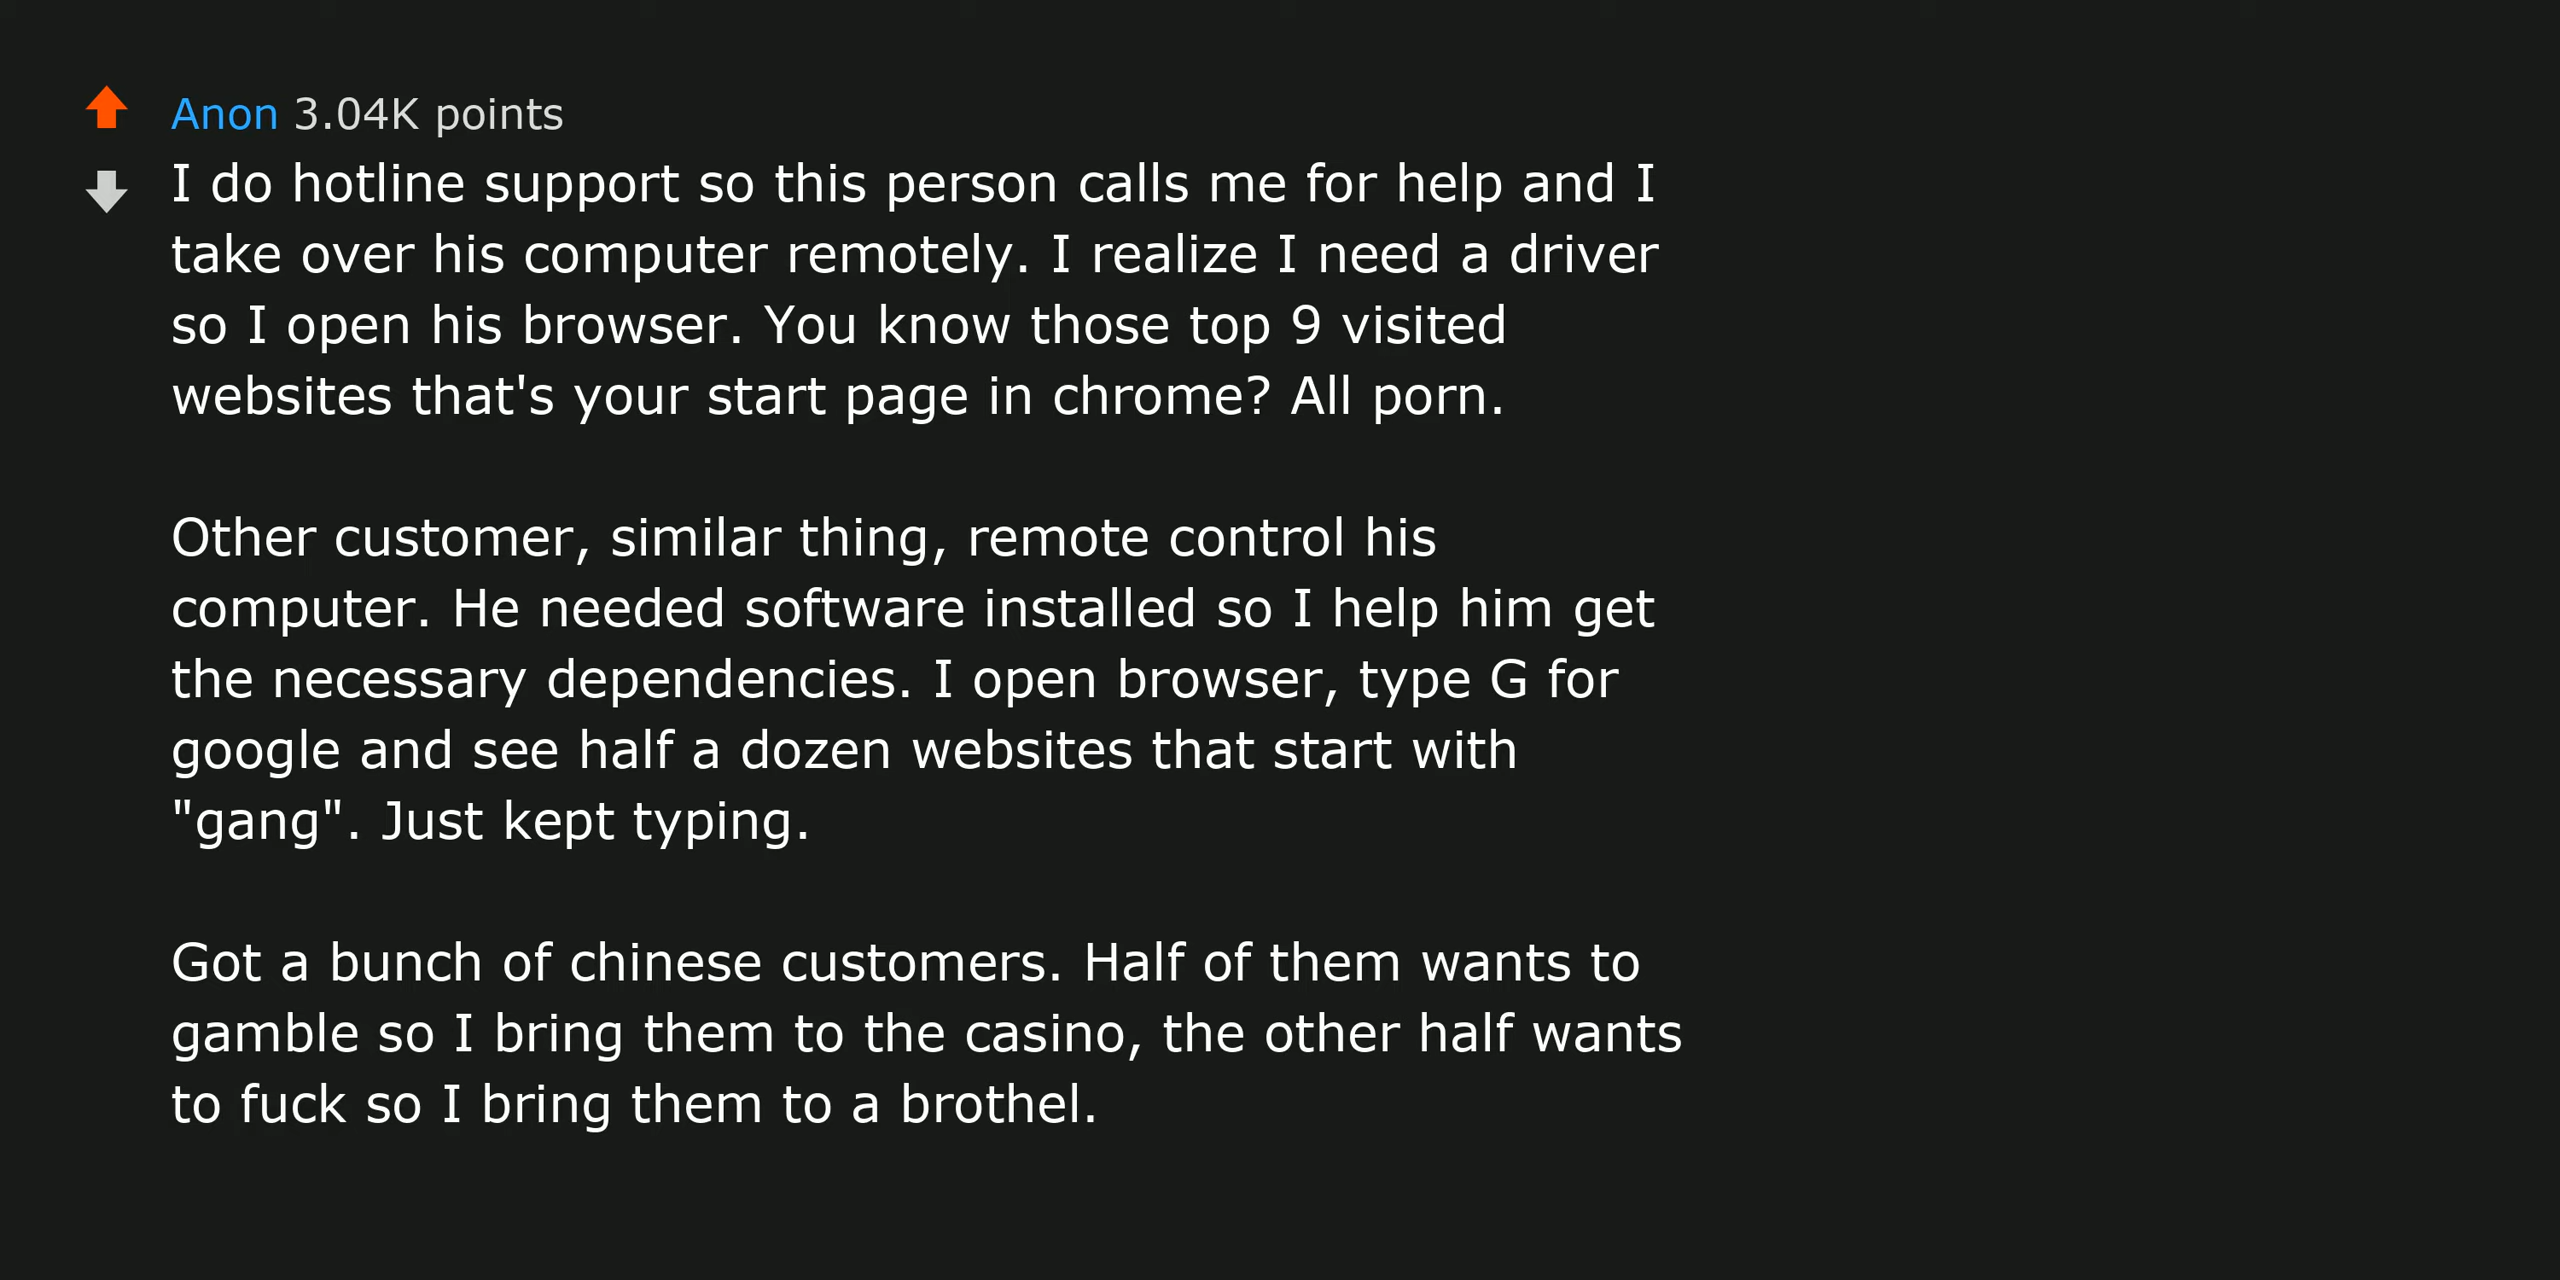 Anon 3.04K points
I do hotline support so this person calls me for help and I
take over his computer remotely. I realize I need a driver
so I open his browser. You know those top 9 visited
websites that's your start page in chrome? All porn.
Other customer, similar thing, remote control his
computer. He needed software installed so I help him get
the necessary dependencies. I open browser, type G for
google and see half a dozen websites that start with
"gang". Just kept typing.
Got a bunch of chinese customers. Half of them wants to
gamble so I bring them to the casino, the other half wants
to fuck so I bring them to a brothel.